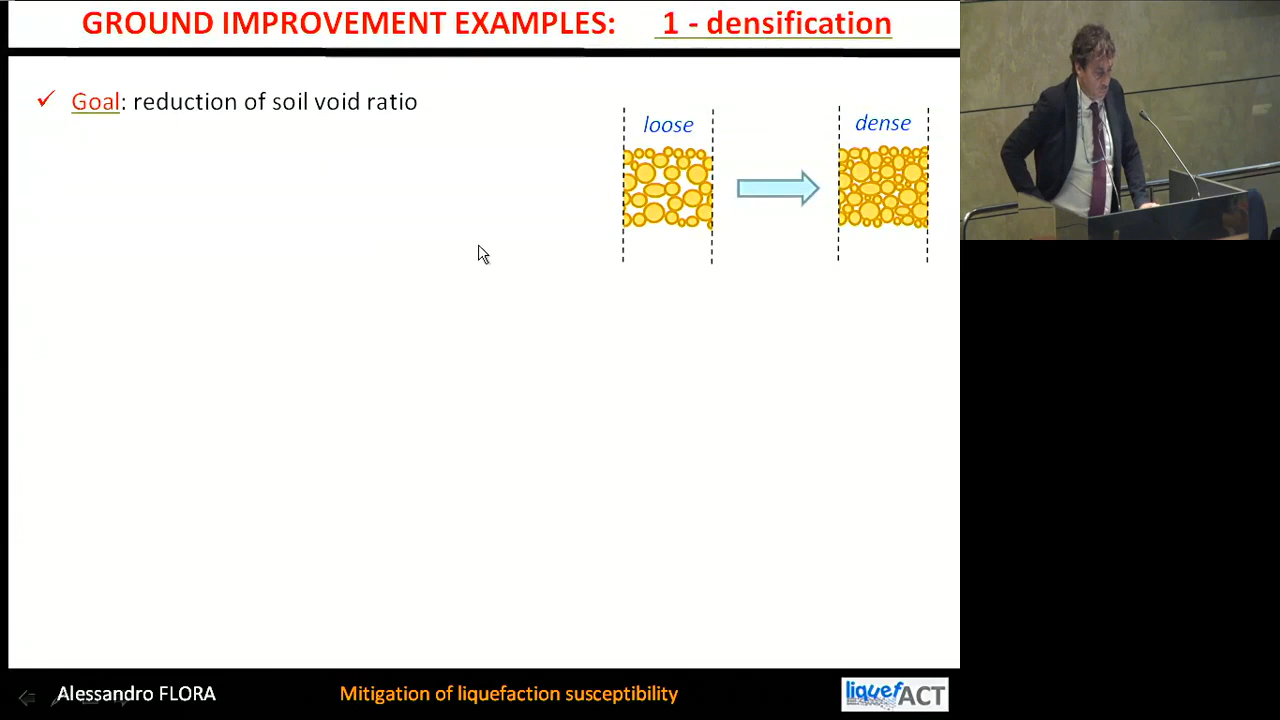 GROUND IMPROVEMENT EXAMPLES: 1 - densification
✓ Goal: reduction of soil void ratio
loose
dense
Alessandro FLORA
Mitigation of liquefaction susceptibility
liquefACT